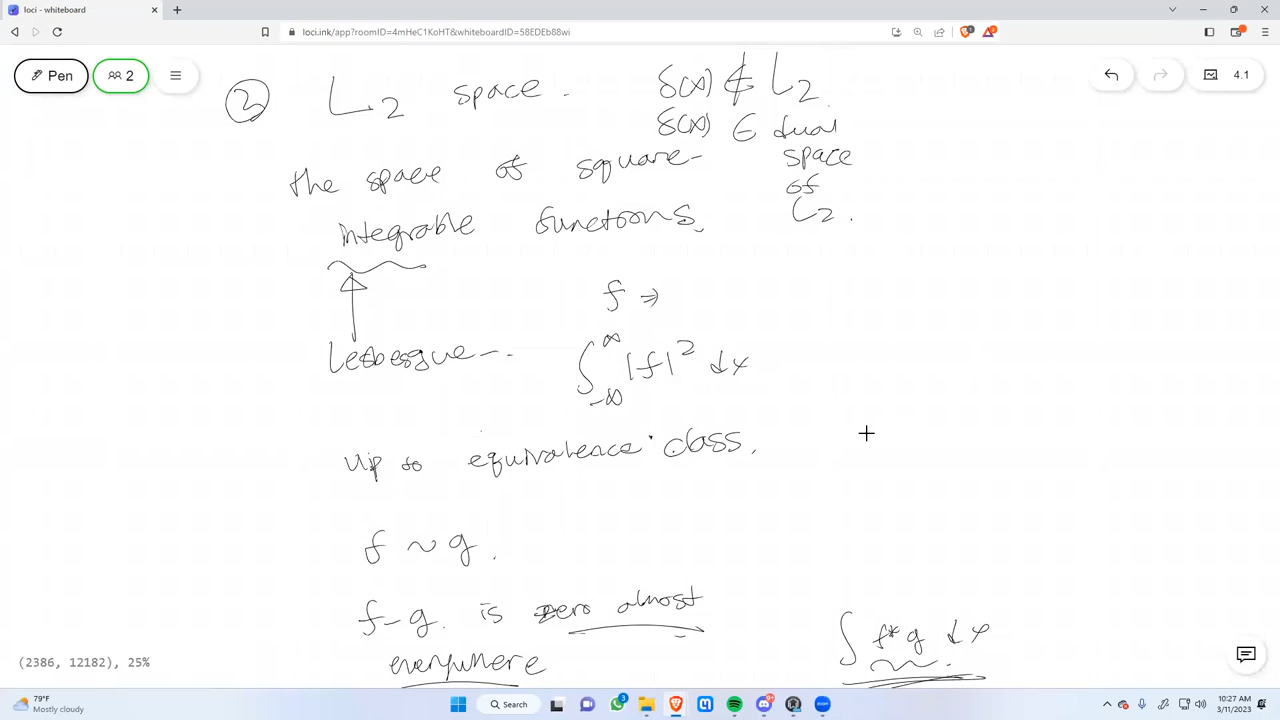 loci - whiteboard
loci.ink/app?roomID=4mHeC1KoHT&whiteboardID=58EDEb88wi
Pen
2
4.1
② L₂ space.
δ(x) ∉ L₂
δ(x) ∈ dual
space
of
L₂.
the space of square-
integrable functions.
Lesbesgue--.
f ⇒
∫_{-∞}^{∞} |f|² dx
up to equivalence class.
f ~ g.
f-g. is zero almost
everywhere
∫ f*g dx
(2386, 12182), 25%
79°F
Mostly cloudy
Search
3
10:27 AM
3/11/2023